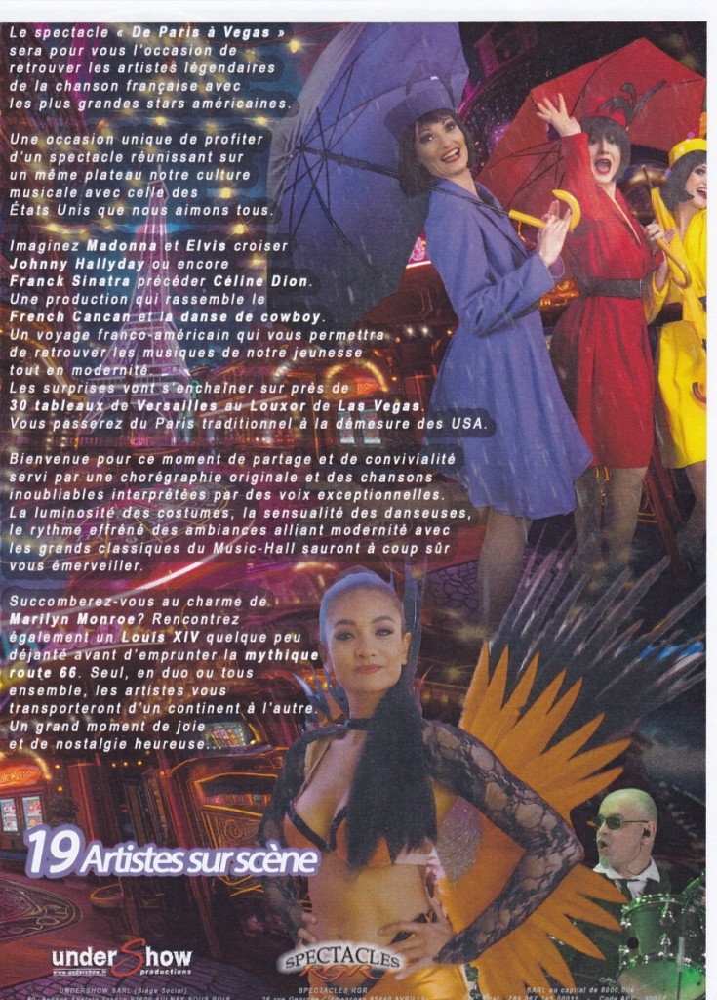 Le spectacle « De Paris à Vegas »
sera pour vous l'occasion de
retrouver les artistes légendaires
de la chanson française avec
les plus grandes stars américaines.
Une occasion unique de profiter
d'un spectacle réunissant sur
un même plateau notre culture
musicale avec celle des
États Unis que nous aimons tous.
Imaginez Madonna et Elvis croiser
Johnny Hallyday ou encore
Franck Sinatra précéder Céline Dion.
Une production qui rassemble le
French Cancan et la danse de cowboy.
Un voyage franco-américain qui vous permettra
de retrouver les musiques de notre jeunesse
tout en modernité
Les surprises vont s'enchaîner sur près de
30 tableaux de Versailles au Louxor de Las Vegas.
Vous passerez du Paris traditionnel à la démesure des USA.
Bienvenue pour ce moment de partage et de convivialité
servi par une chorégraphie originale et des chansons
inoubliables interprétées par des voix exceptionnelles.
La luminosité des costumes, la sensualité des danseuses,
le rythme effréné des ambiances alliant modernité avec
les grands classiques du Music-Hall sauront à coup sûr
vous émerveiller.
Succomberez-vous au charme de
Marilyn Monroe? Rencontrez
également un Louis XIV quelque peu
déjanté avant d'emprunter la mythique
route 66. Seul, en duo ou tous
ensemble, les artistes vous
transporteront d'un continent à l'autre.
Un grand moment de joie
et de nostalgie heureuse.
19 Artistes sur scène
underShow
www.undershow.fr productions
SPECTACLES
RGR
UNDERSHOW SARL (Siège Social)
SPECTACLES RGR
SARL au capital de 8000,00€